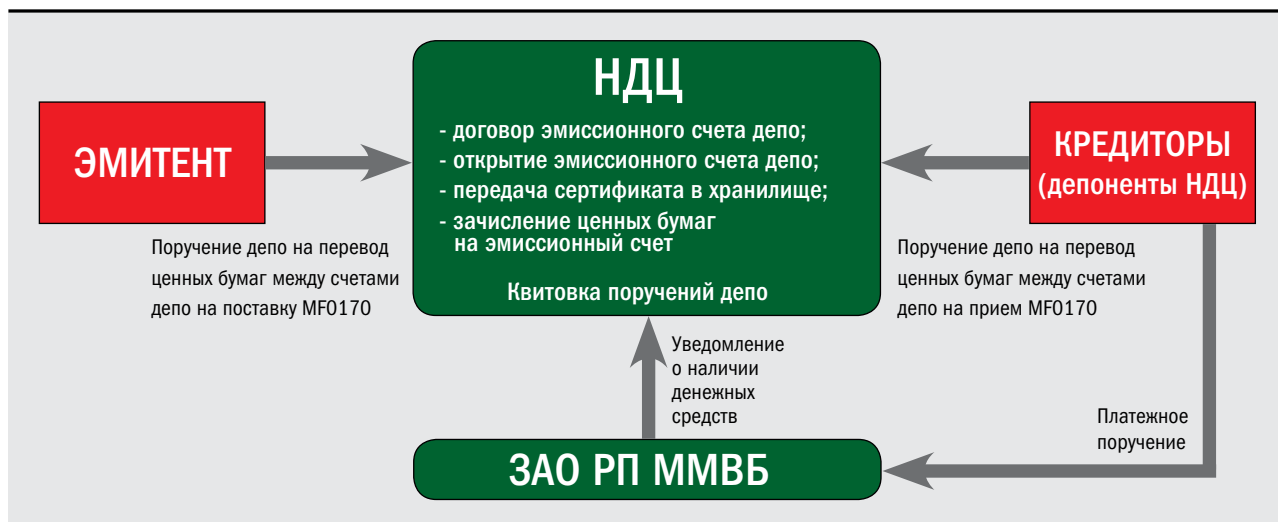 НДЦ
- договор эмиссионного счета депо;
- открытие эмиссионного счета депо;
- передача сертификата в хранилище;
- зачисление ценных бумаг
на эмиссионный счет
Квитовка поручений депо
ЭМИТЕНТ
Поручение депо на перевод
ценных бумаг между счетами
депо на поставку MF0170
КРЕДИТОРЫ
(депоненты НДЦ)
Поручение депо на перевод
ценных бумаг между счетами
депо на прием MF0170
Уведомление
о наличии
денежных
средств
Платежное
поручение
ЗАО РП ММВБ